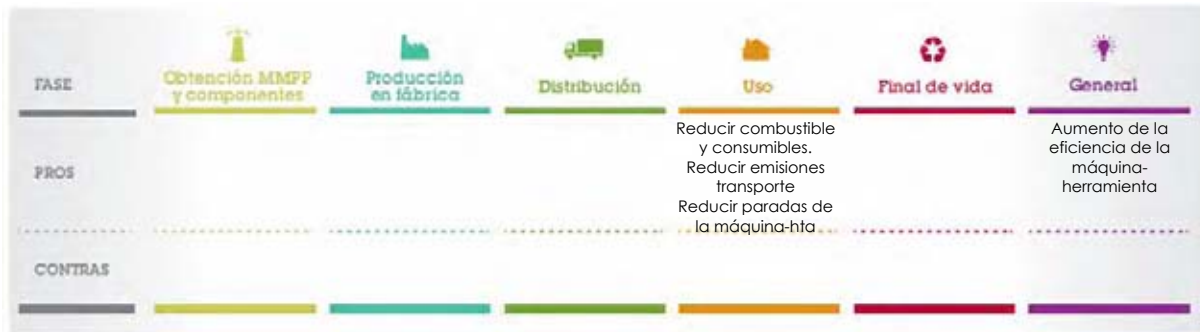 FASE
Obtención MMPP
y componentes
Producción
en fábrica
Distribución
Uso
Final de vida
General
PROS
Reducir combustible
y consumibles.
Reducir emisiones
transporte
Reducir paradas de
la máquina-hta
Aumento de la
eficiencia de la
máquina-
herramienta
CONTRAS